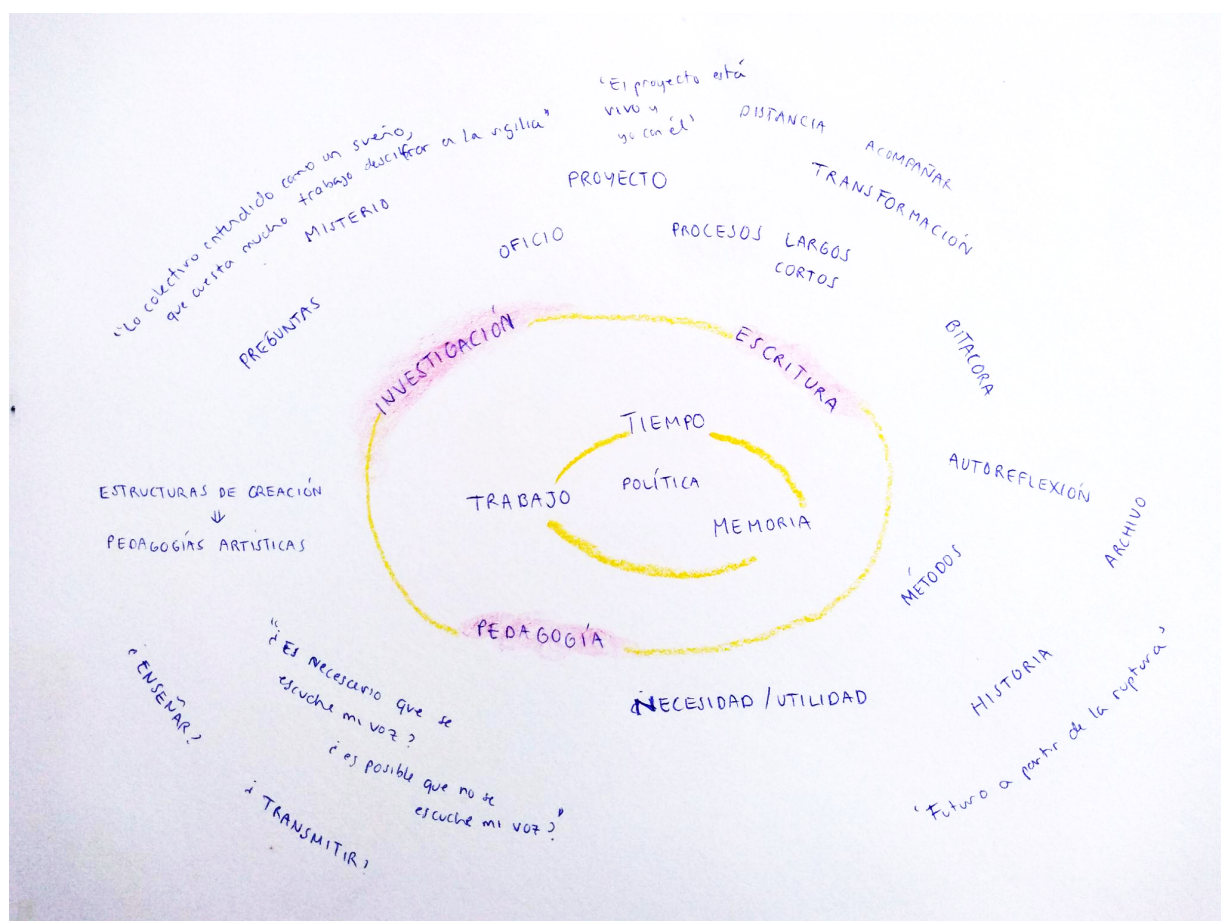 "Lo colectivo entendido como un sueño,
que cuesta mucho trabajo descifrar a la vigilia"
"El proyecto está
vivo y
yo con él"
DISTANCIA
ACOMPAÑAR
TRANSFORMACIÓN
MISTERIO
PROYECTO
OFICIO
PROCESOS LARGOS
CORTOS
PREGUNTAS
INVESTIGACIÓN
ESCRITURA
BITÁCORA
TIEMPO
POLÍTICA
TRABAJO
MEMORIA
AUTOREFLEXIÓN
ARCHIVO
ESTRUCTURAS DE CREACIÓN
⇓
PEDAGOGÍAS ARTÍSTICAS
MÉTODOS
PEDAGOGÍA
HISTORIA
NECESIDAD / UTILIDAD
"Futuro a partir de la ruptura"
¿ENSEÑAR?
"¿Es necesario que se
escuche mi voz?
¿es posible que no se
escuche mi voz?"
¿TRANSMITIR?